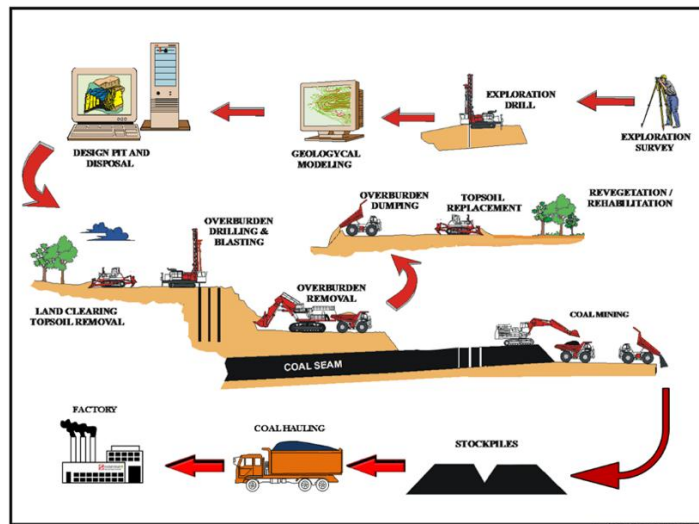 EXPLORATION
SURVEY
EXPLORATION
DRILL
GEOLOGYCAL
MODELING
DESIGN PIT AND
DISPOSAL
LAND CLEARING
TOPSOIL REMOVAL
OVERBURDEN
DRILLING &
BLASTING
OVERBURDEN
REMOVAL
OVERBURDEN
DUMPING
TOPSOIL
REPLACEMENT
REVEGETATION /
REHABILITATION
COAL SEAM
COAL MINING
STOCKPILES
COAL HAULING
FACTORY